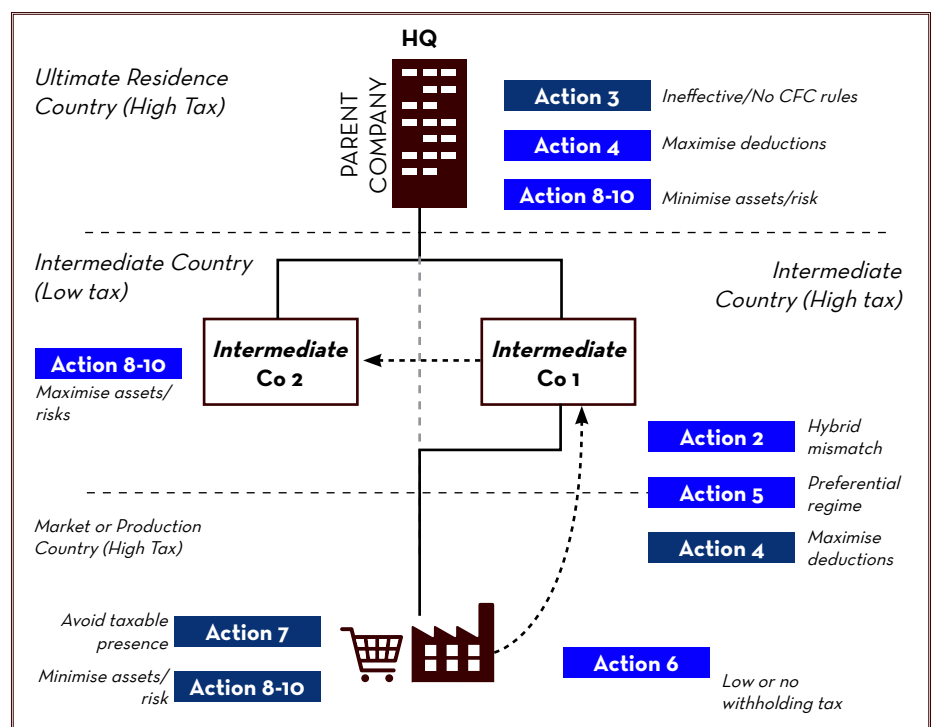 HQ
Ultimate Residence
Country (High Tax)
PARENT
COMPANY
Action 3
Ineffective/No CFC rules
Action 4
Maximise deductions
Action 8-10
Minimise assets/risk
Intermediate Country
(Low tax)
Intermediate
Country (High tax)
Intermediate
Co 2
Intermediate
Co 1
Action 8-10
Maximise assets/
risks
Action 2
Hybrid
mismatch
Action 5
Preferential
regime
Market or Production
Country (High Tax)
Action 4
Maximise
deductions
Avoid taxable
presence
Action 7
Minimise assets/
risk
Action 8-10
Action 6
Low or no
withholding tax